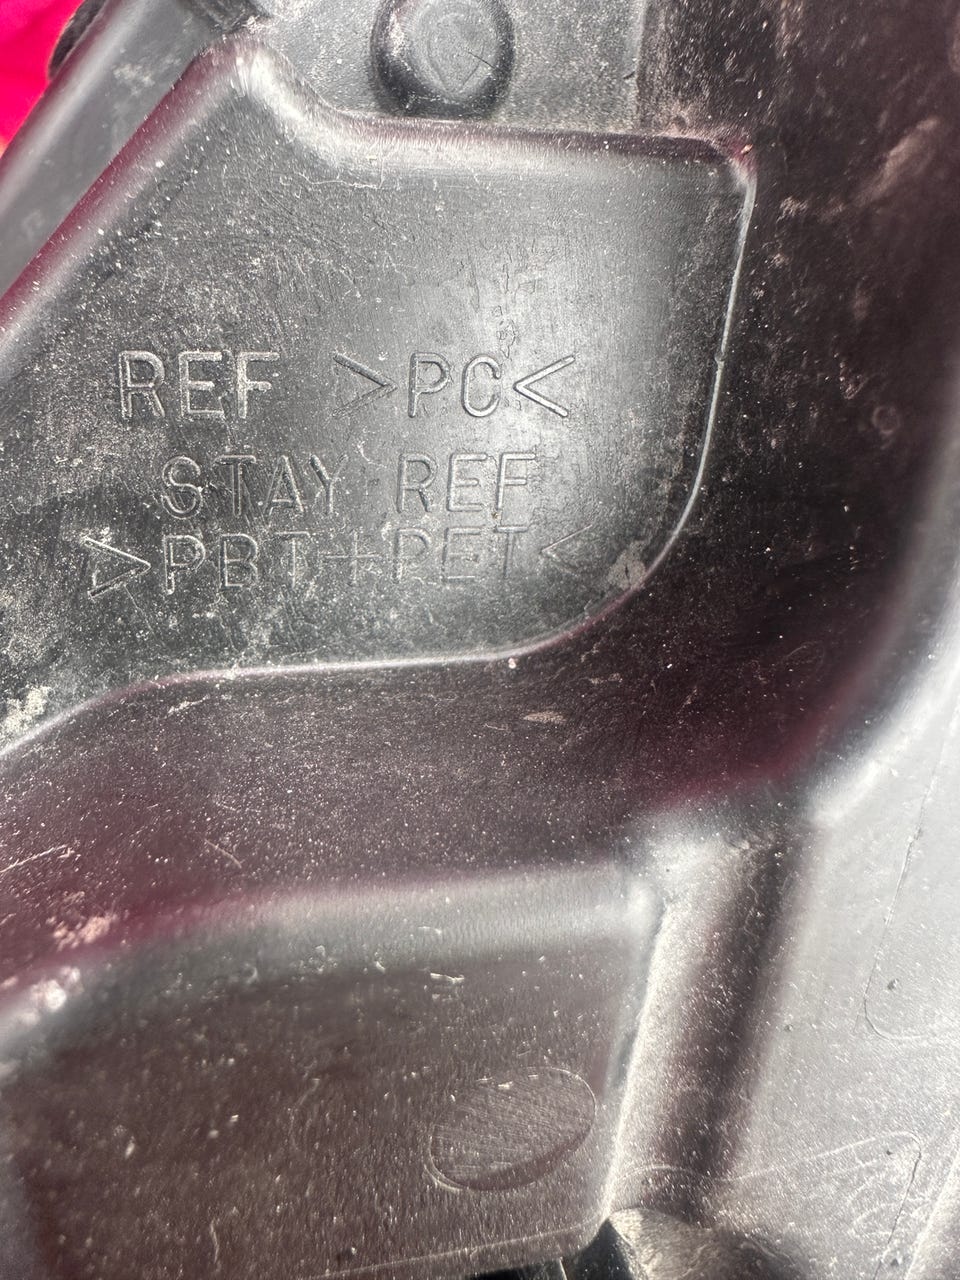 REF >PC<
STAY REF
>PBT+PET<